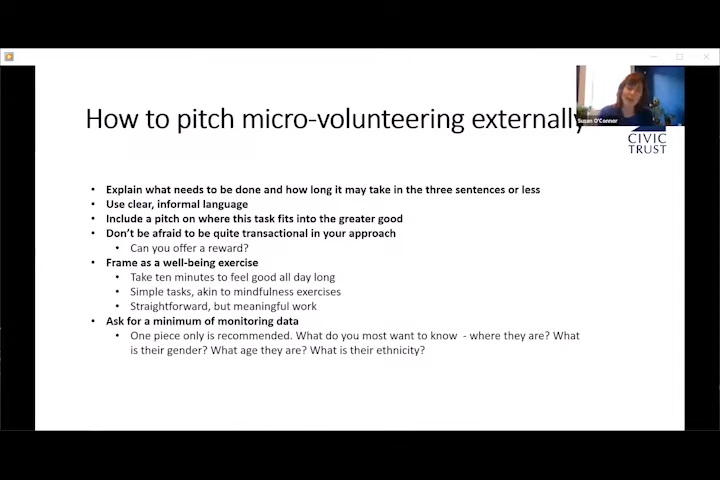 How to pitch micro-volunteering externally
Susan O'Connor
CIVIC
TRUST
• Explain what needs to be done and how long it may take in the three sentences or less
• Use clear, informal language
• Include a pitch on where this task fits into the greater good
• Don't be afraid to be quite transactional in your approach
• Can you offer a reward?
• Frame as a well-being exercise
• Take ten minutes to feel good all day long
• Simple tasks, akin to mindfulness exercises
• Straightforward, but meaningful work
• Ask for a minimum of monitoring data
• One piece only is recommended. What do you most want to know - where they are? What
is their gender? What age they are? What is their ethnicity?